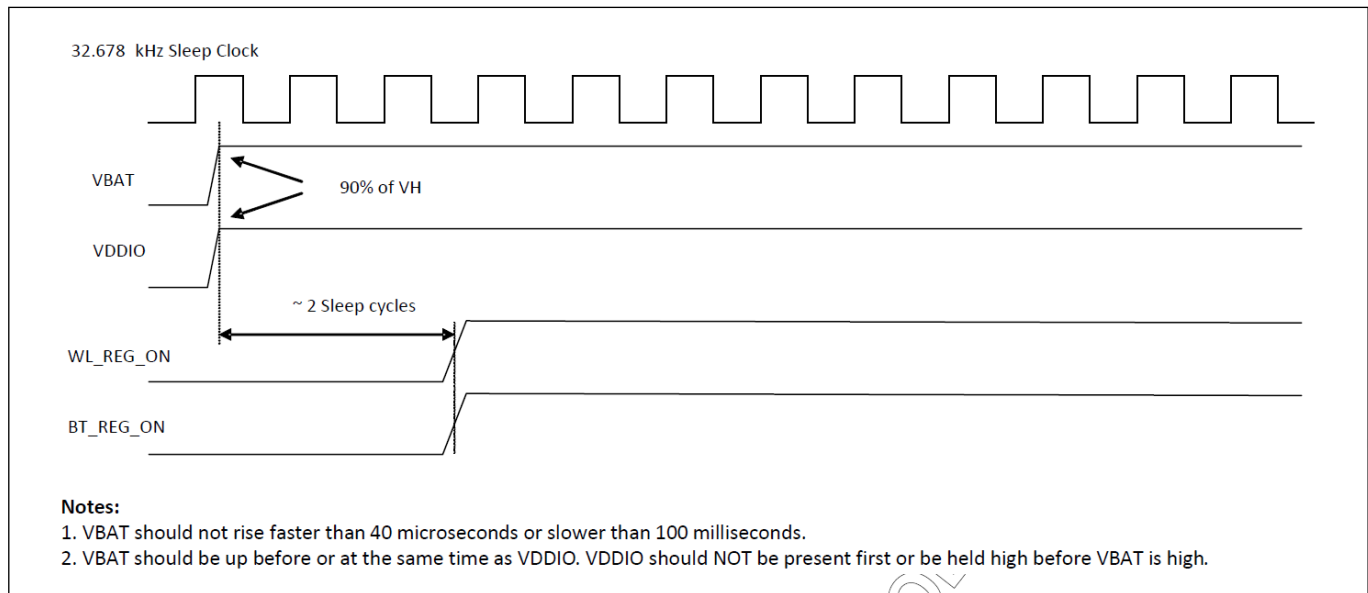 32.678 kHz Sleep Clock
VBAT
90% of VH
VDDIO
~ 2 Sleep cycles
WL_REG_ON
BT_REG_ON
Notes:
1. VBAT should not rise faster than 40 microseconds or slower than 100 milliseconds.
2. VBAT should be up before or at the same time as VDDIO. VDDIO should NOT be present first or be held high before VBAT is high.